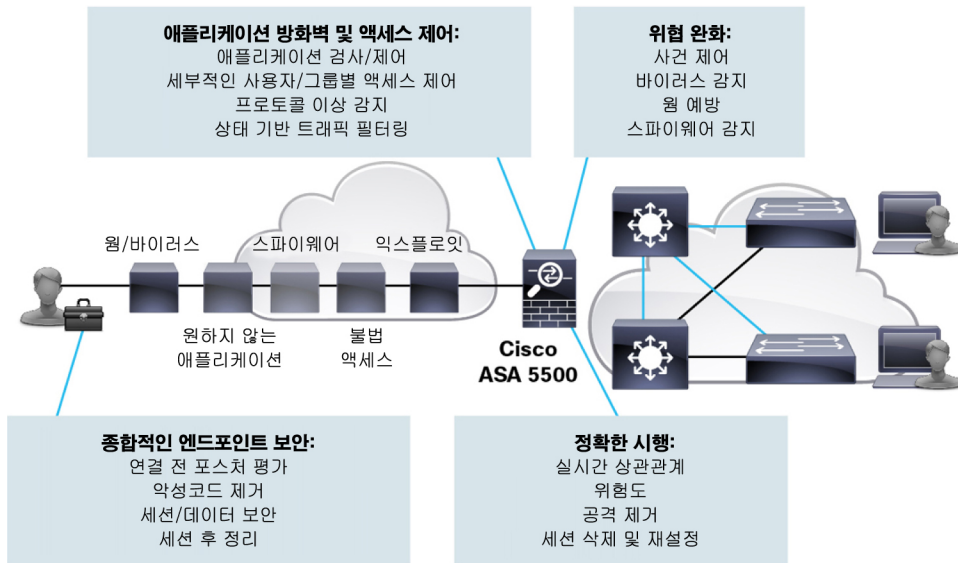 애플리케이션 방화벽 및 액세스 제어:
애플리케이션 검사/제어
세부적인 사용자/그룹별 액세스 제어
프로토콜 이상 감지
상태 기반 트래픽 필터링
위협 완화:
사건 제어
바이러스 감지
웜 예방
스파이웨어 감지
웜/바이러스
스파이웨어
익스플로잇
원하지 않는
애플리케이션
불법
액세스
Cisco
ASA 5500
종합적인 엔드포인트 보안:
연결 전 포스처 평가
악성코드 제거
세션/데이터 보안
세션 후 정리
정확한 시행:
실시간 상관관계
위험도
공격 제거
세션 삭제 및 재설정